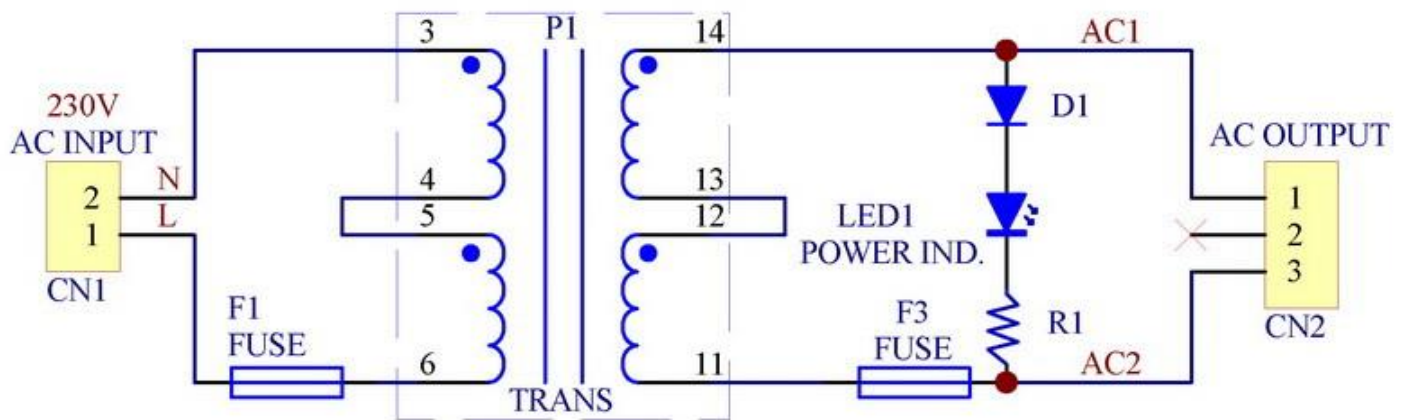 230V
AC INPUT
2
1
CN1
N
L
F1
FUSE
3
4
5
6
P1
TRANS
14
13
12
11
AC1
D1
LED1
POWER IND.
R1
F3
FUSE
AC2
AC OUTPUT
1
2
3
CN2